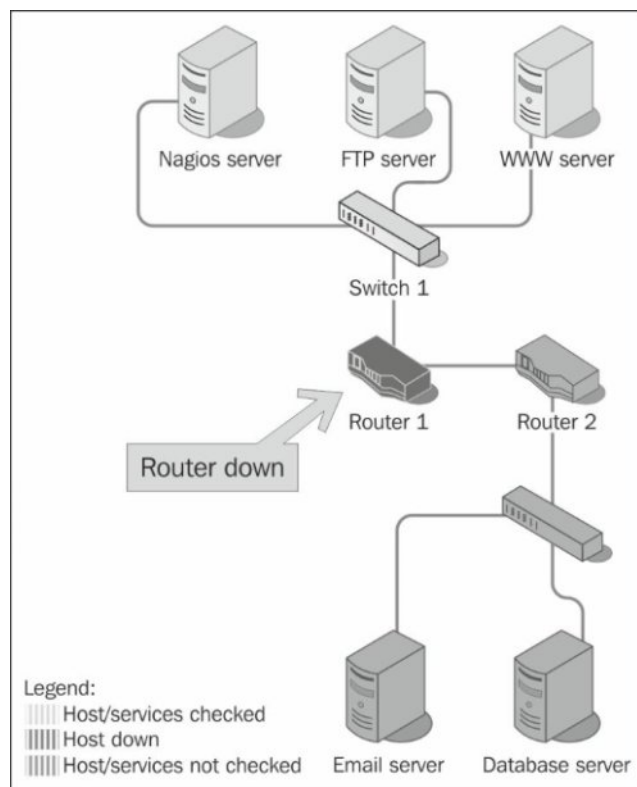 Nagios server
FTP server
WWW server
Switch 1
Router 1
Router 2
Router down
Legend:
Host/services checked
Host down
Host/services not checked
Email server
Database server